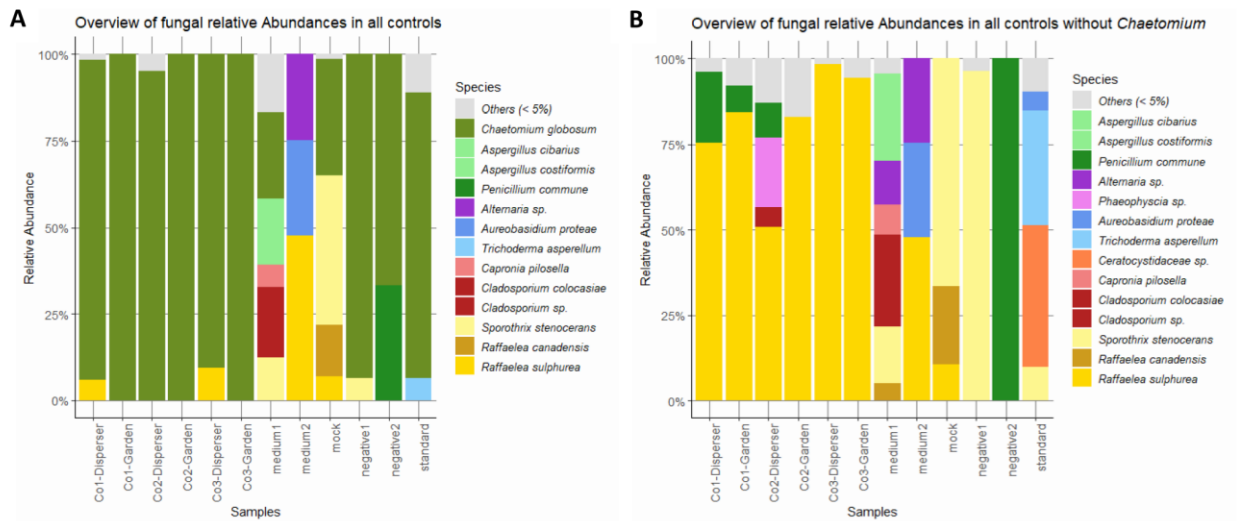 A
Overview of fungal relative Abundances in all controls
100%
75%
50%
25%
0%
Relative Abundance
Co1-Disperser
Co1-Garden
Co2-Disperser
Co2-Garden
Co3-Disperser
Co3-Garden
medium1
medium2
mock
negative1
negative2
standard
Samples
Species
Others (< 5%)
Chaetomium globosum
Aspergillus cibarius
Aspergillus costiformis
Penicillium commune
Alternaria sp.
Aureobasidium proteae
Trichoderma asperellum
Capronia pilosella
Cladosporium colocasiae
Cladosporium sp.
Sporothrix stenocerans
Raffaelea canadensis
Raffaelea sulphurea
B
Overview of fungal relative Abundances in all controls without Chaetomium
100%
75%
50%
25%
0%
Relative Abundance
Co1-Disperser
Co1-Garden
Co2-Disperser
Co2-Garden
Co3-Disperser
Co3-Garden
medium1
medium2
mock
negative1
negative2
standard
Samples
Species
Others (< 5%)
Aspergillus cibarius
Aspergillus costiformis
Penicillium commune
Alternaria sp.
Phaeophyscia sp.
Aureobasidium proteae
Trichoderma asperellum
Ceratocystidaceae sp.
Capronia pilosella
Cladosporium colocasiae
Cladosporium sp.
Sporothrix stenocerans
Raffaelea canadensis
Raffaelea sulphurea